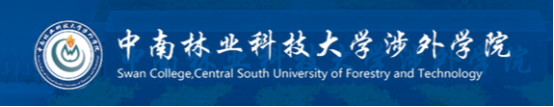 中南林业科技大学涉外学院
Swan College,Central South University of Forestry and Technology